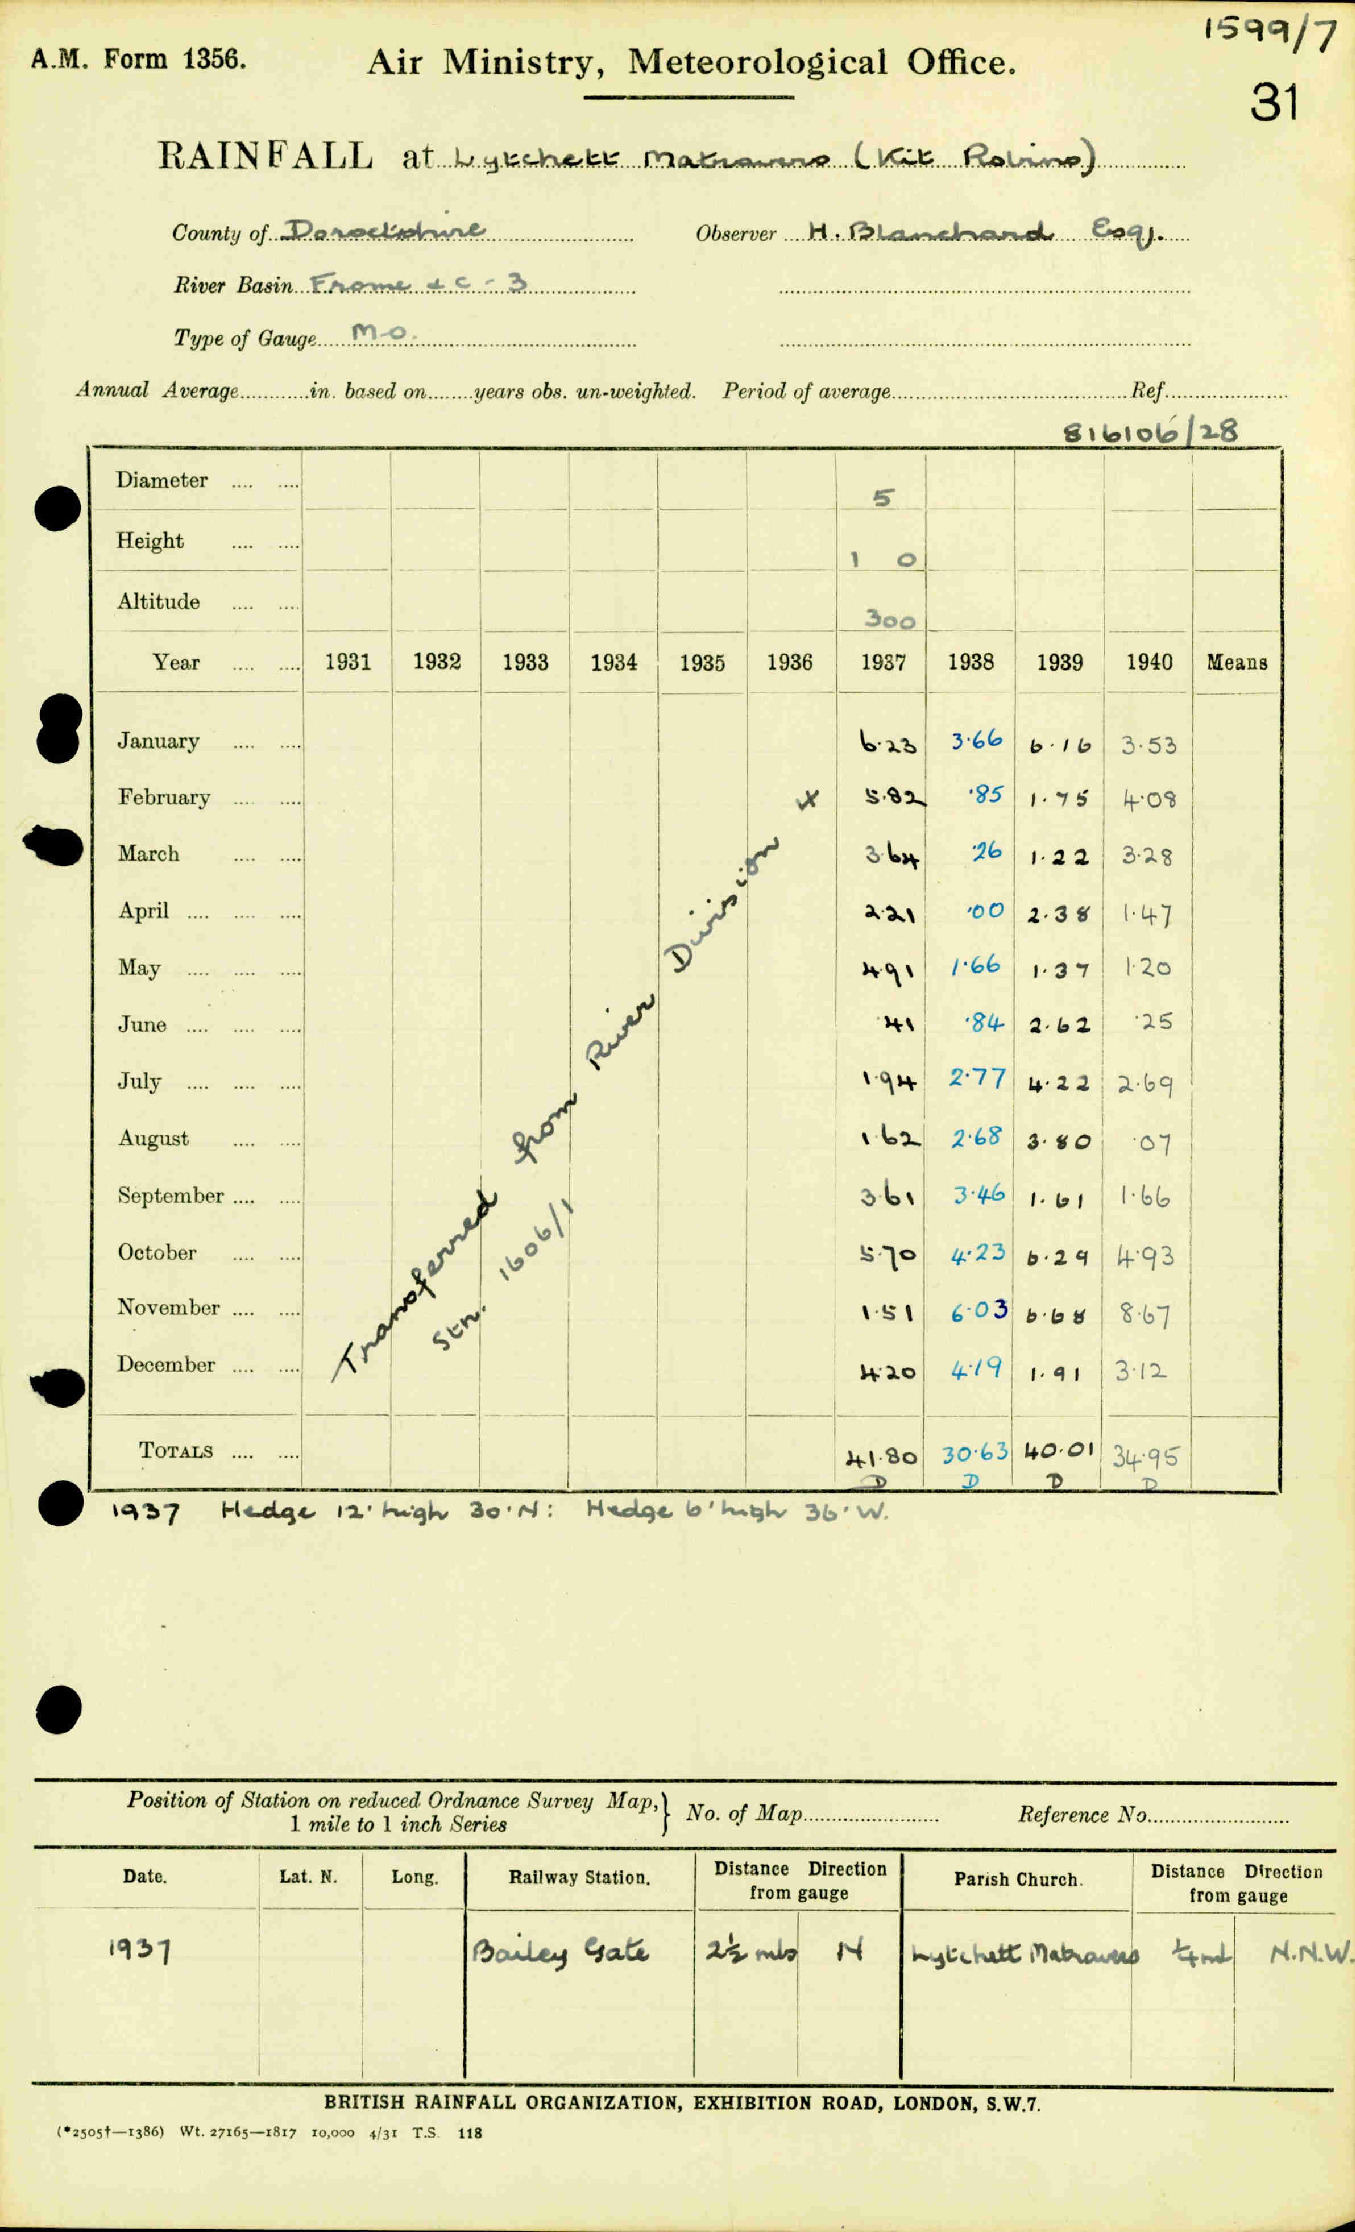 1599/7
A.M. Form 1356. Air Ministry, Meteorological Office.
31
RAINFALL at Lytchett Matravers (Kit Robins)
County of Dorsetshire Observer H. Blanchard Esq.
River Basin Frome &c - 3
Type of Gauge M.O.
Annual Average in. based on years obs. un-weighted. Period of average Ref.
816106/28
Diameter 5
Height 1 0
Altitude 300
Year 1931 1932 1933 1934 1935 1936 1937 1938 1939 1940 Means
January 6.23 3.66 6.16 3.53
February 5.82 .85 1.75 4.08
March 3.64 .26 1.22 3.28
April 2.21 .00 2.38 1.47
May 4.91 1.66 1.37 1.20
June .41 .84 2.62 .25
July 1.94 2.77 4.22 2.69
August 1.62 2.68 3.80 .07
September 3.61 3.46 1.61 1.66
October 5.70 4.23 6.29 4.93
November 1.51 6.03 6.68 8.67
December 4.20 4.19 1.91 3.12
Transferred from River Division x
Stn. 1606/1
TOTALS 41.80 30.63 40.01 34.95
D D D D
1937 Hedge 12' high 30' N: Hedge 6' high 36' W.
Position of Station on reduced Ordnance Survey Map, } No. of Map Reference No.
1 mile to 1 inch Series
Date. Lat. N. Long. Railway Station. Distance Direction from gauge Parish Church. Distance Direction from gauge
1937 Bailey Gate 2½ mls N Lytchett Matravers ¼ ml N.N.W.
BRITISH RAINFALL ORGANIZATION, EXHIBITION ROAD, LONDON, S.W.7.
(*2505†—1386) Wt. 27165—1817 10,000 4/31 T.S. 118